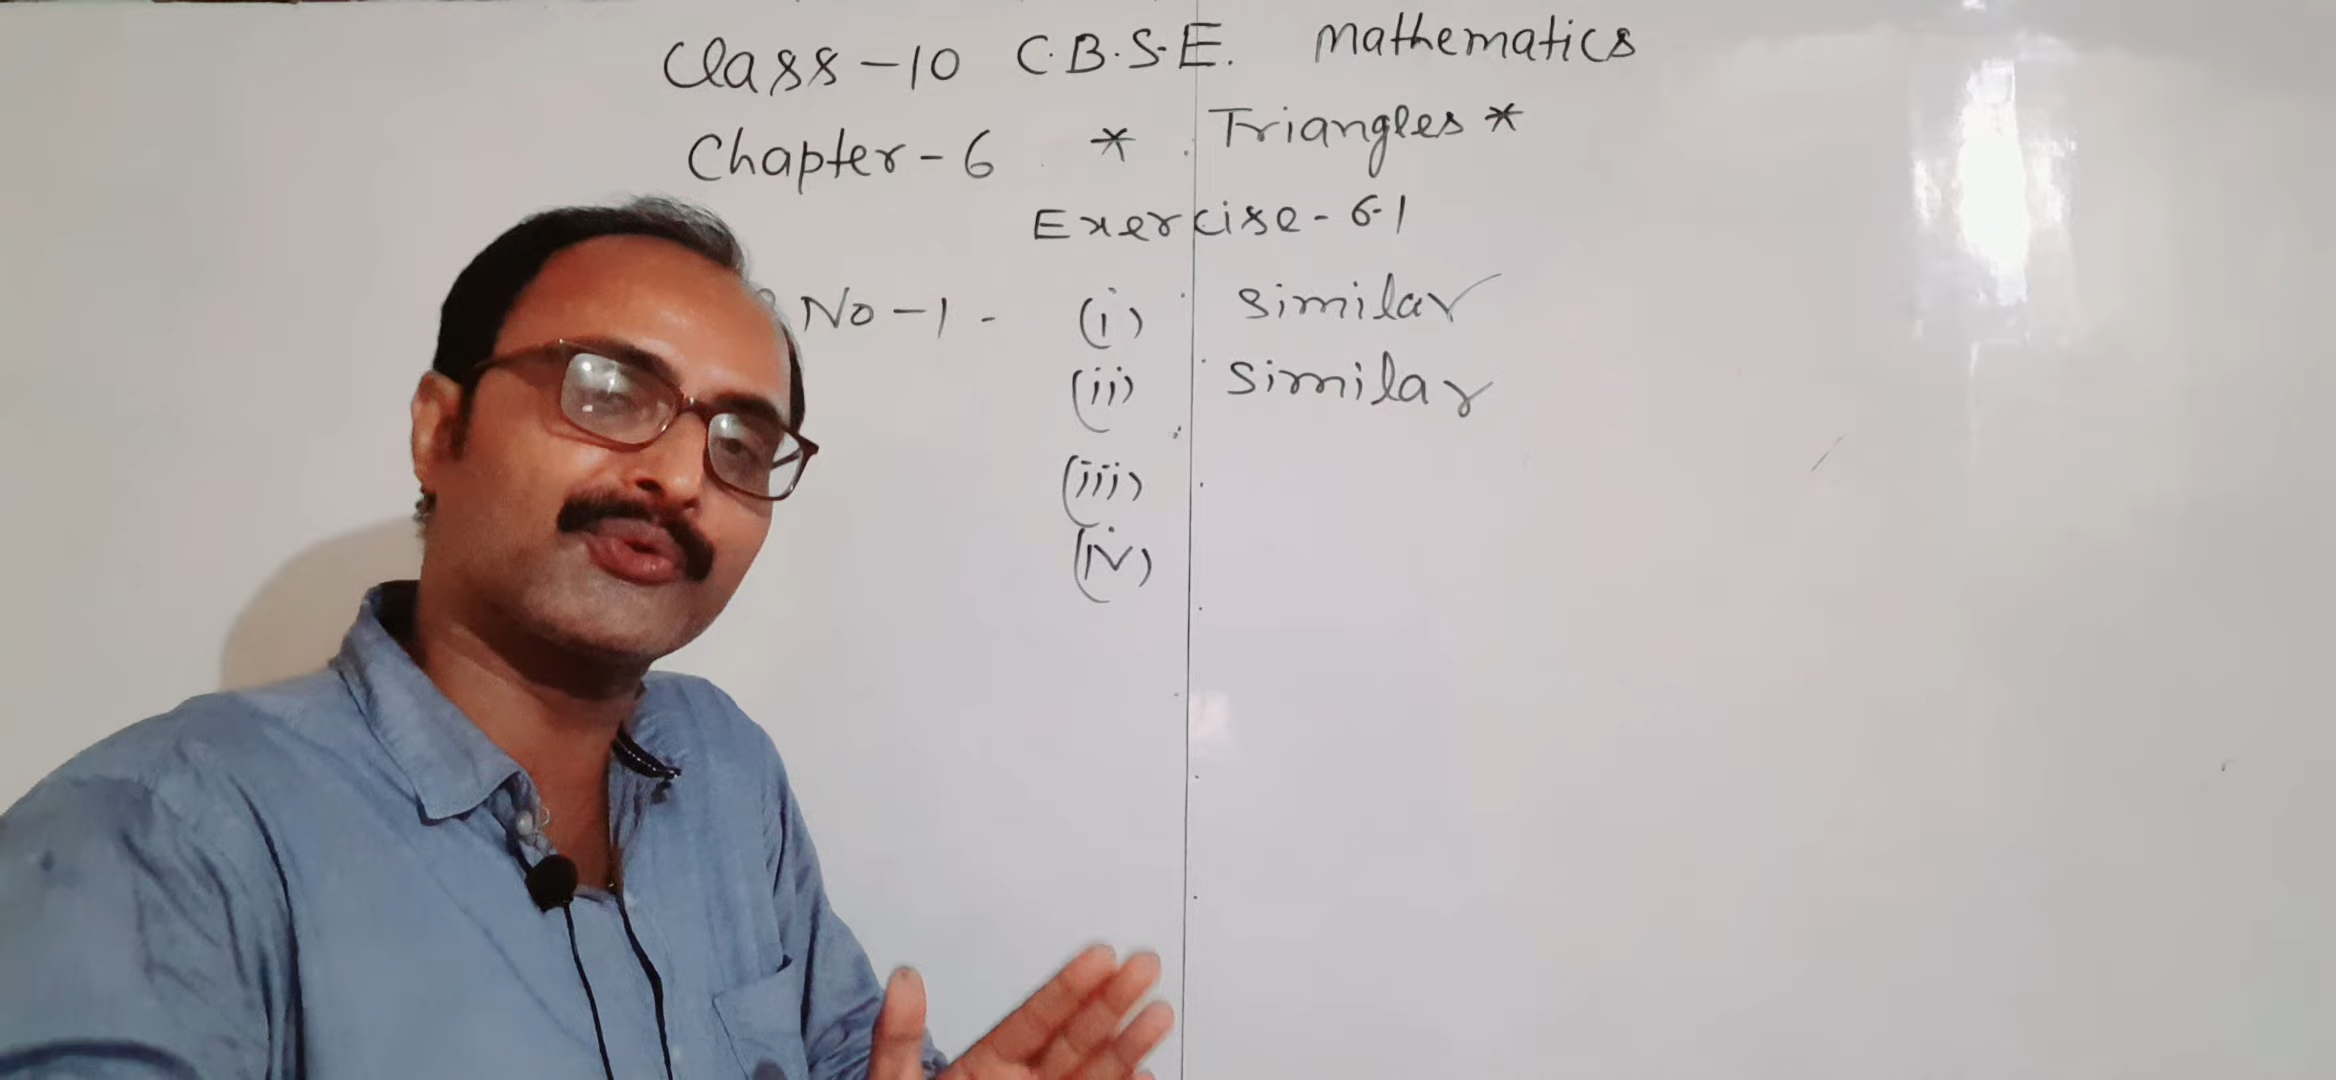 Class-10 C.B.S.E. Mathematics
Chapter-6 * Triangles *
Exercise-6.1
No-1- (i) similar
(ii) similar
(iii)
(iv)